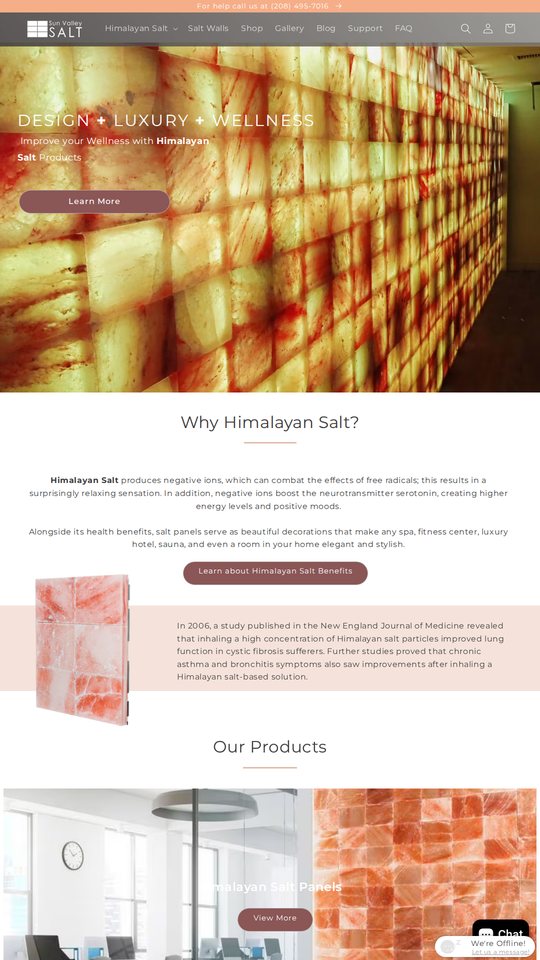 For help call us at (208) 495-7016 →
Sun Valley
SALT
Himalayan Salt
Salt Walls
Shop
Gallery
Blog
Support
FAQ
DESIGN + LUXURY + WELLNESS
Improve your Wellness with Himalayan
Salt Products
Learn More
Why Himalayan Salt?
Himalayan Salt produces negative ions, which can combat the effects of free radicals; this results in a
surprisingly relaxing sensation. In addition, negative ions boost the neurotransmitter serotonin, creating higher
energy levels and positive moods.
Alongside its health benefits, salt panels serve as beautiful decorations that make any spa, fitness center, luxury
hotel, sauna, and even a room in your home elegant and stylish.
Learn about Himalayan Salt Benefits
In 2006, a study published in the New England Journal of Medicine revealed
that inhaling a high concentration of Himalayan salt particles improved lung
function in cystic fibrosis sufferers. Further studies proved that chronic
asthma and bronchitis symptoms also saw improvements after inhaling a
Himalayan salt-based solution.
Our Products
Himalayan Salt Panels
View More
Chat
We're Offline!
Let us a message!